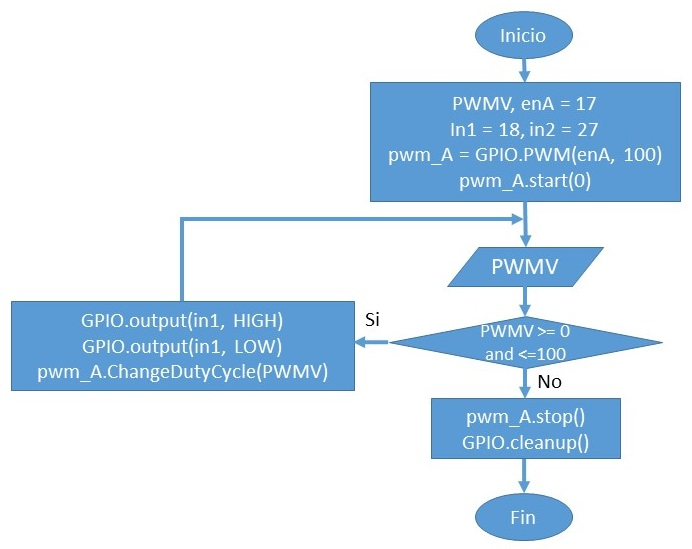 Inicio
PWMV, enA = 17
In1 = 18, in2 = 27
pwm_A = GPIO.PWM(enA, 100)
pwm_A.start(0)
PWMV
PWMV >= 0
and <=100
Si
GPIO.output(in1, HIGH)
GPIO.output(in1, LOW)
pwm_A.ChangeDutyCycle(PWMV)
No
pwm_A.stop()
GPIO.cleanup()
Fin